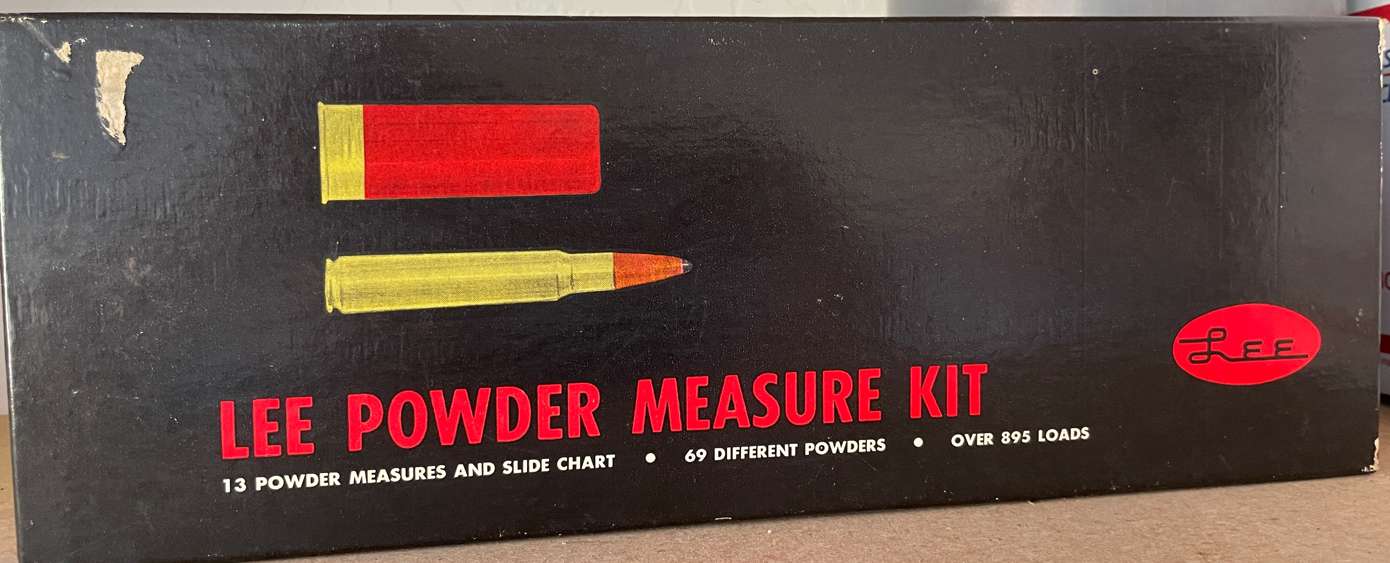 LEE
LEE POWDER MEASURE KIT
13 POWDER MEASURES AND SLIDE CHART • 69 DIFFERENT POWDERS • OVER 895 LOADS